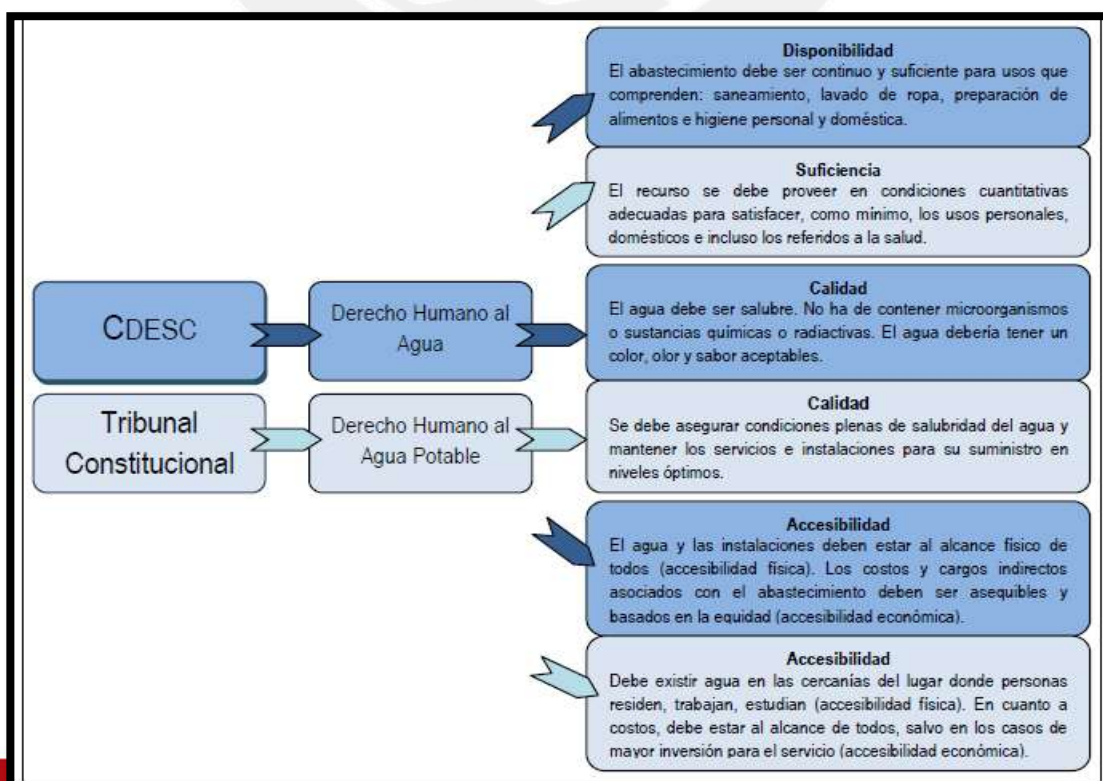 Disponibilidad
El abastecimiento debe ser continuo y suficiente para usos que
comprenden: saneamiento, lavado de ropa, preparación de
alimentos e higiene personal y doméstica.
Suficiencia
El recurso se debe proveer en condiciones cuantitativas
adecuadas para satisfacer, como mínimo, los usos personales,
domésticos e incluso los referidos a la salud.
CDESC
Derecho Humano al
Agua
Calidad
El agua debe ser salubre. No ha de contener microorganismos
o sustancias químicas o radiactivas. El agua debería tener un
color, olor y sabor aceptables.
Tribunal
Constitucional
Derecho Humano al
Agua Potable
Calidad
Se debe asegurar condiciones plenas de salubridad del agua y
mantener los servicios e instalaciones para su suministro en
niveles óptimos.
Accesibilidad
El agua y las instalaciones deben estar al alcance físico de
todos (accesibilidad física). Los costos y cargos indirectos
asociados con el abastecimiento deben ser asequibles y
basados en la equidad (accesibilidad económica).
Accesibilidad
Debe existir agua en las cercanías del lugar donde personas
residen, trabajan, estudian (accesibilidad física). En cuanto a
costos, debe estar al alcance de todos, salvo en los casos de
mayor inversión para el servicio (accesibilidad económica).